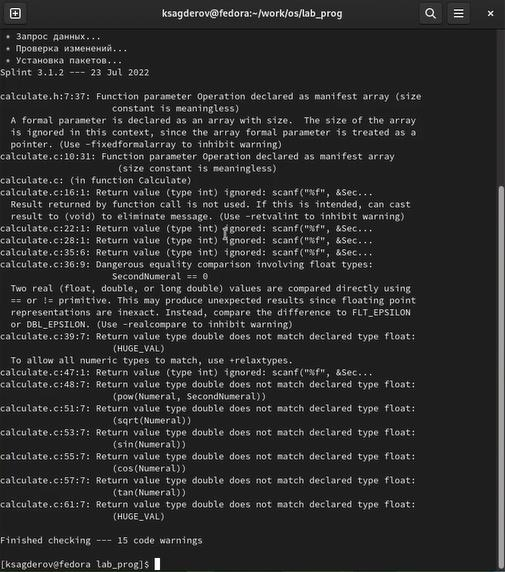 ksagderov@fedora:~/work/os/lab_prog
* Запрос данных...
* Проверка изменений...
* Установка пакетов...
Splint 3.1.2 --- 23 Jul 2022
calculate.h:7:37: Function parameter Operation declared as manifest array (size
constant is meaningless)
A formal parameter is declared as an array with size. The size of the array
is ignored in this context, since the array formal parameter is treated as a
pointer. (Use -fixedformalarray to inhibit warning)
calculate.c:10:31: Function parameter Operation declared as manifest array
(size constant is meaningless)
calculate.c: (in function Calculate)
calculate.c:16:1: Return value (type int) ignored: scanf("%f", &Sec...
Result returned by function call is not used. If this is intended, can cast
result to (void) to eliminate message. (Use -retvalint to inhibit warning)
calculate.c:22:1: Return value (type int) ignored: scanf("%f", &Sec...
calculate.c:28:1: Return value (type int) ignored: scanf("%f", &Sec...
calculate.c:35:6: Return value (type int) ignored: scanf("%f", &Sec...
calculate.c:36:9: Dangerous equality comparison involving float types:
SecondNumeral == 0
Two real (float, double, or long double) values are compared directly using
== or != primitive. This may produce unexpected results since floating point
representations are inexact. Instead, compare the difference to FLT_EPSILON
or DBL_EPSILON. (Use -realcompare to inhibit warning)
calculate.c:39:7: Return value type double does not match declared type float:
(HUGE_VAL)
To allow all numeric types to match, use +relaxtypes.
calculate.c:47:1: Return value (type int) ignored: scanf("%f", &Sec...
calculate.c:48:7: Return value type double does not match declared type float:
(pow(Numeral, SecondNumeral))
calculate.c:51:7: Return value type double does not match declared type float:
(sqrt(Numeral))
calculate.c:53:7: Return value type double does not match declared type float:
(sin(Numeral))
calculate.c:55:7: Return value type double does not match declared type float:
(cos(Numeral))
calculate.c:57:7: Return value type double does not match declared type float:
(tan(Numeral))
calculate.c:61:7: Return value type double does not match declared type float:
(HUGE_VAL)
Finished checking --- 15 code warnings
[ksagderov@fedora lab_prog]$